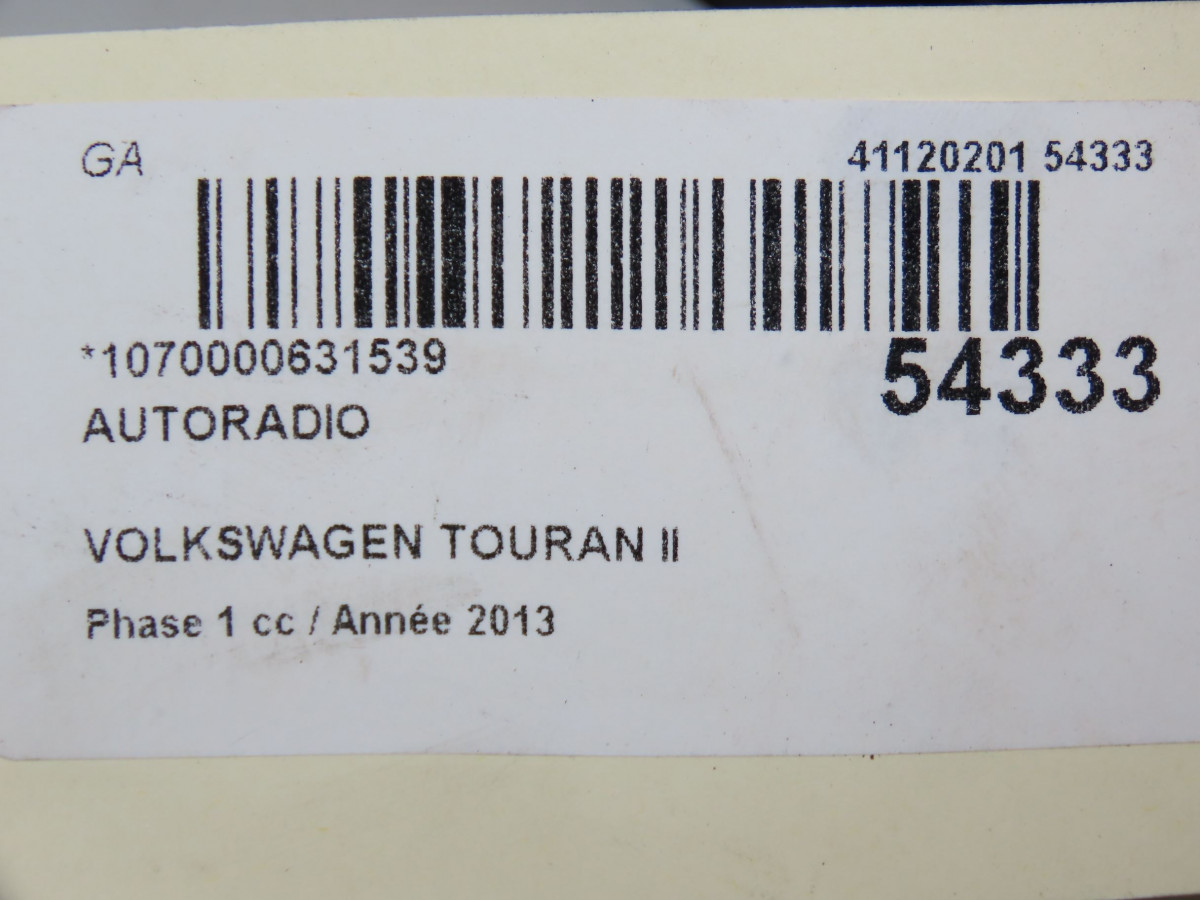 GA
41120201 54333
*1070000631539
54333
AUTORADIO
VOLKSWAGEN TOURAN II
Phase 1 cc / Année 2013